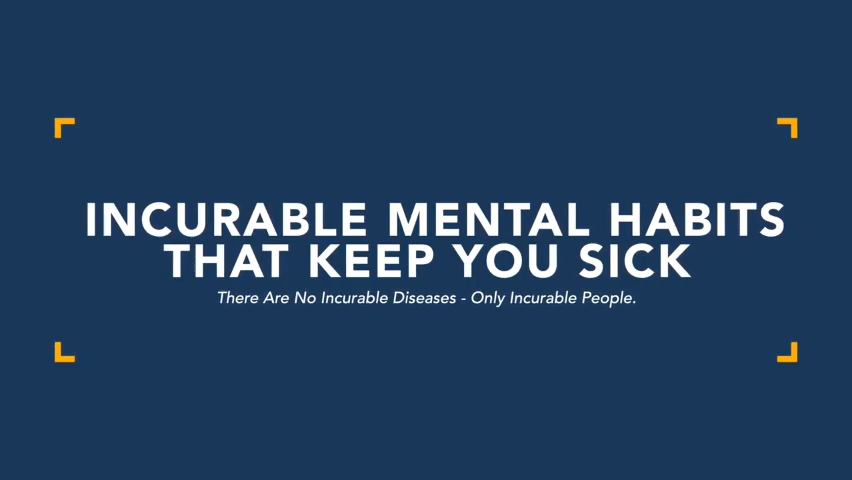 INCURABLE MENTAL HABITS
THAT KEEP YOU SICK
There Are No Incurable Diseases - Only Incurable People.